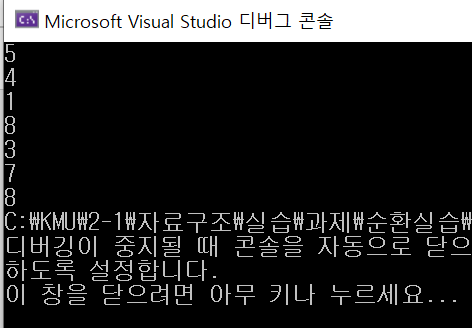 C:\ Microsoft Visual Studio 디버그 콘솔
5
4
1
8
3
7
8
C:₩KMU₩2-1₩자료구조₩실습₩과제₩순환실습₩
디버깅이 중지될 때 콘솔을 자동으로 닫으
하도록 설정합니다.
이 창을 닫으려면 아무 키나 누르세요...